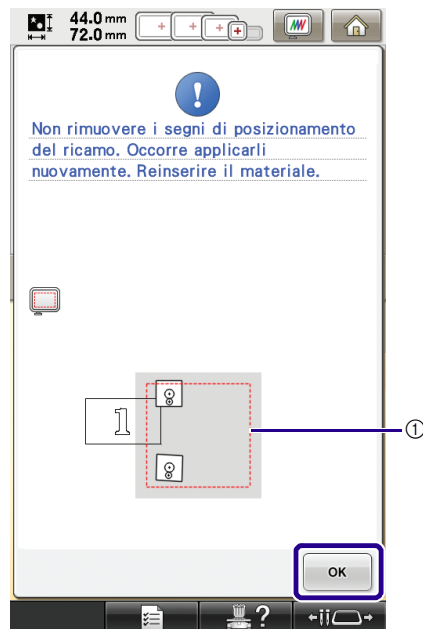 44.0 mm
72.0 mm
Non rimuovere i segni di posizionamento
del ricamo. Occorre applicarli
nuovamente. Reinserire il materiale.
1
①
OK
?